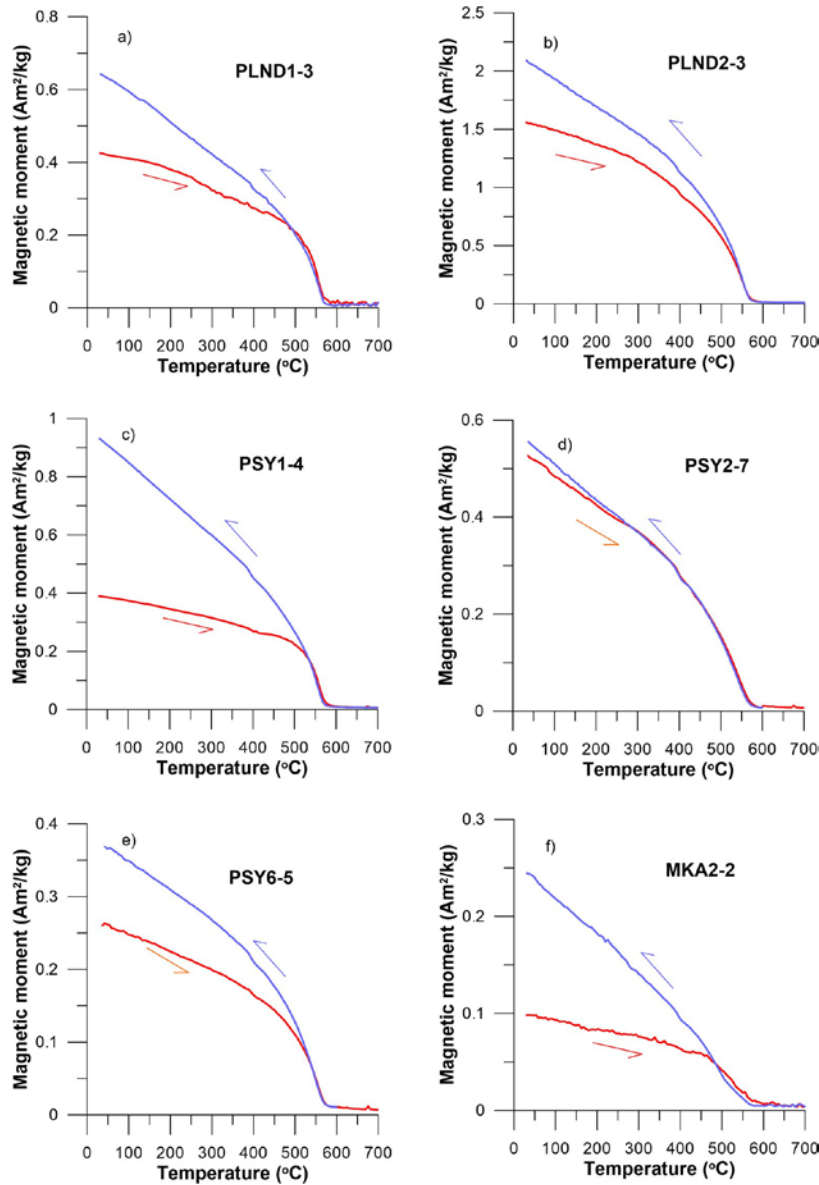 a)
PLND1-3
Magnetic moment (Am²/kg)
0.8
0.6
0.4
0.2
0
0 100 200 300 400 500 600 700
Temperature (°C)
b)
PLND2-3
Magnetic moment (Am²/kg)
2.5
2
1.5
1
0.5
0
0 100 200 300 400 500 600 700
Temperature (°C)
c)
PSY1-4
Magnetic moment (Am²/kg)
1
0.8
0.6
0.4
0.2
0
0 100 200 300 400 500 600 700
Temperature (°C)
d)
PSY2-7
Magnetic moment (Am²/kg)
0.6
0.4
0.2
0
0 100 200 300 400 500 600 700
Temperature (°C)
e)
PSY6-5
Magnetic moment (Am²/kg)
0.4
0.3
0.2
0.1
0
0 100 200 300 400 500 600 700
Temperature (°C)
f)
MKA2-2
Magnetic moment (Am²/kg)
0.3
0.2
0.1
0
0 100 200 300 400 500 600 700
Temperature (°C)